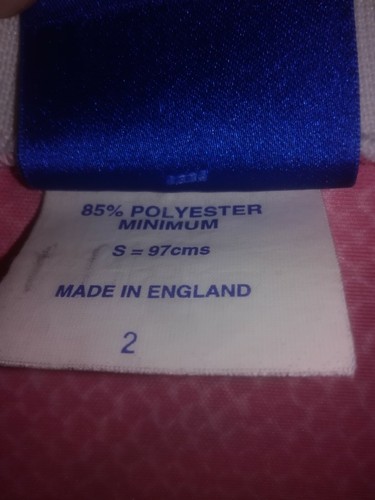 85% POLYESTER
MINIMUM
S = 97cms
MADE IN ENGLAND
2